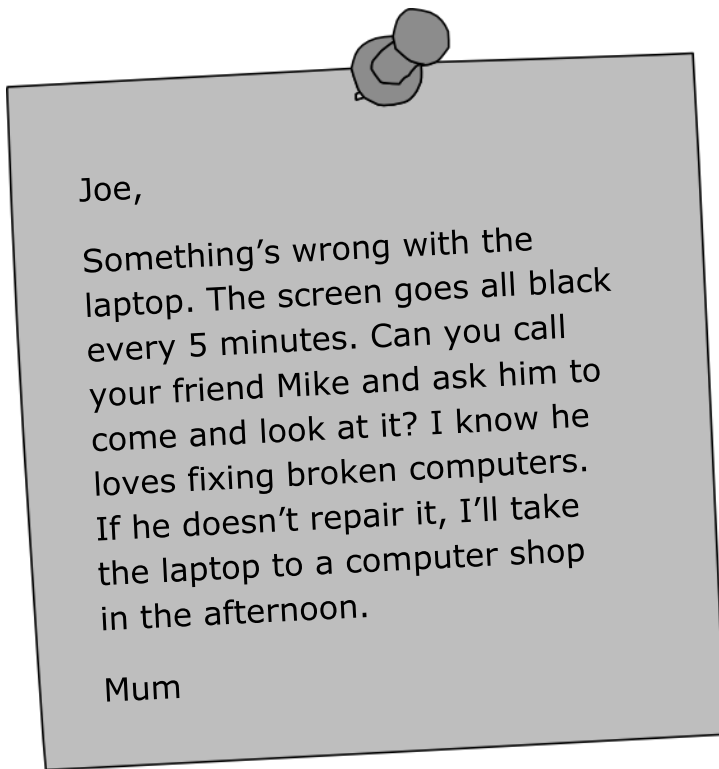 Joe,
Something’s wrong with the
laptop. The screen goes all black
every 5 minutes. Can you call
your friend Mike and ask him to
come and look at it? I know he
loves fixing broken computers.
If he doesn’t repair it, I’ll take
the laptop to a computer shop
in the afternoon.
Mum